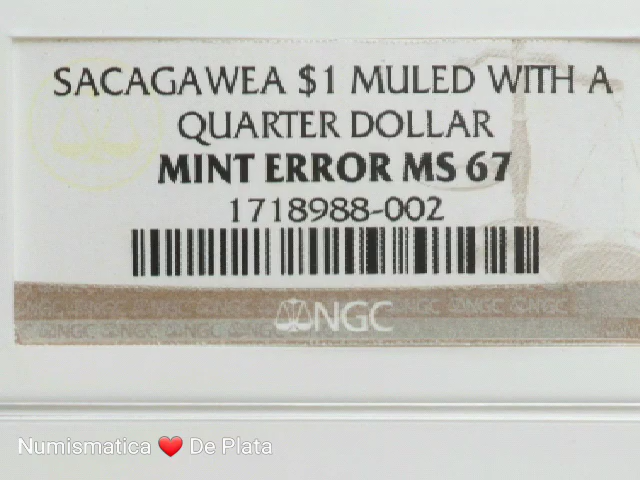 SACAGAWEA $1 MULED WITH A
QUARTER DOLLAR
MINT ERROR MS 67
1718988-002
NGC
Numismatica ❤️ De Plata